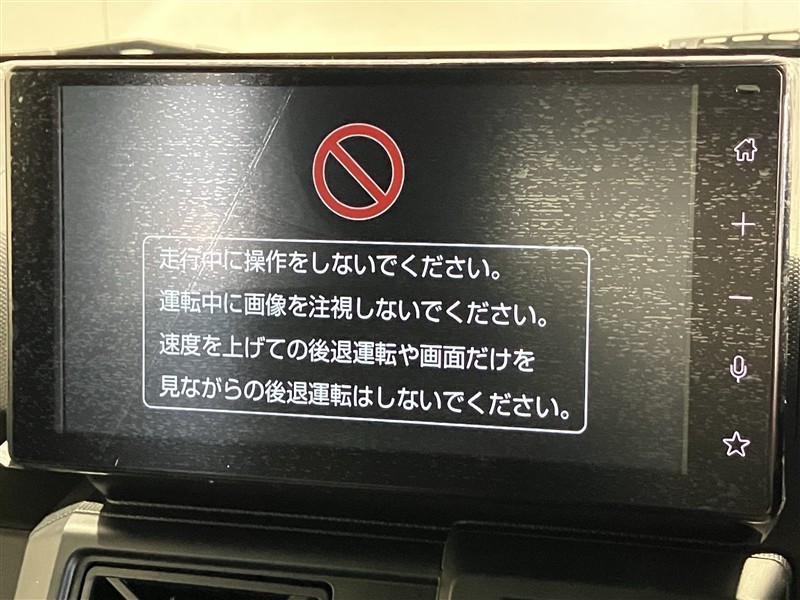 走行中に操作をしないでください。
運転中に画像を注視しないでください。
速度を上げての後退運転や画面だけを
見ながらの後退運転はしないでください。